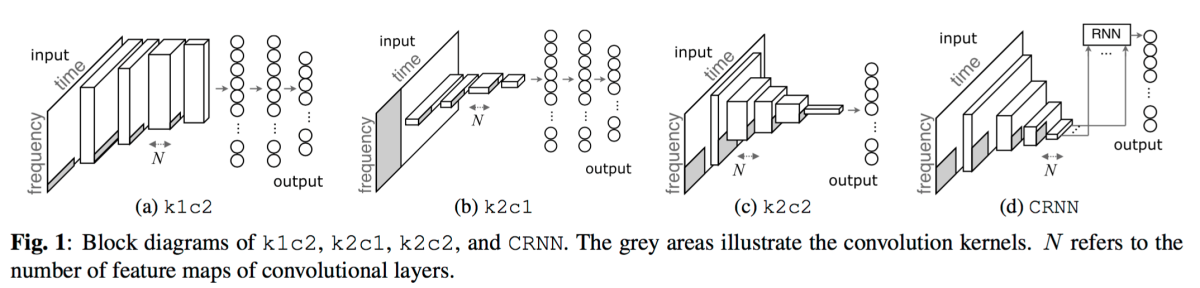 input
time
frequency
N
output
(a) k1c2
input
time
frequency
N
output
(b) k2c1
input
time
frequency
N
output
(c) k2c2
input
time
frequency
N
RNN
...
output
(d) CRNN
Fig. 1: Block diagrams of k1c2, k2c1, k2c2, and CRNN. The grey areas illustrate the convolution kernels. N refers to the
number of feature maps of convolutional layers.